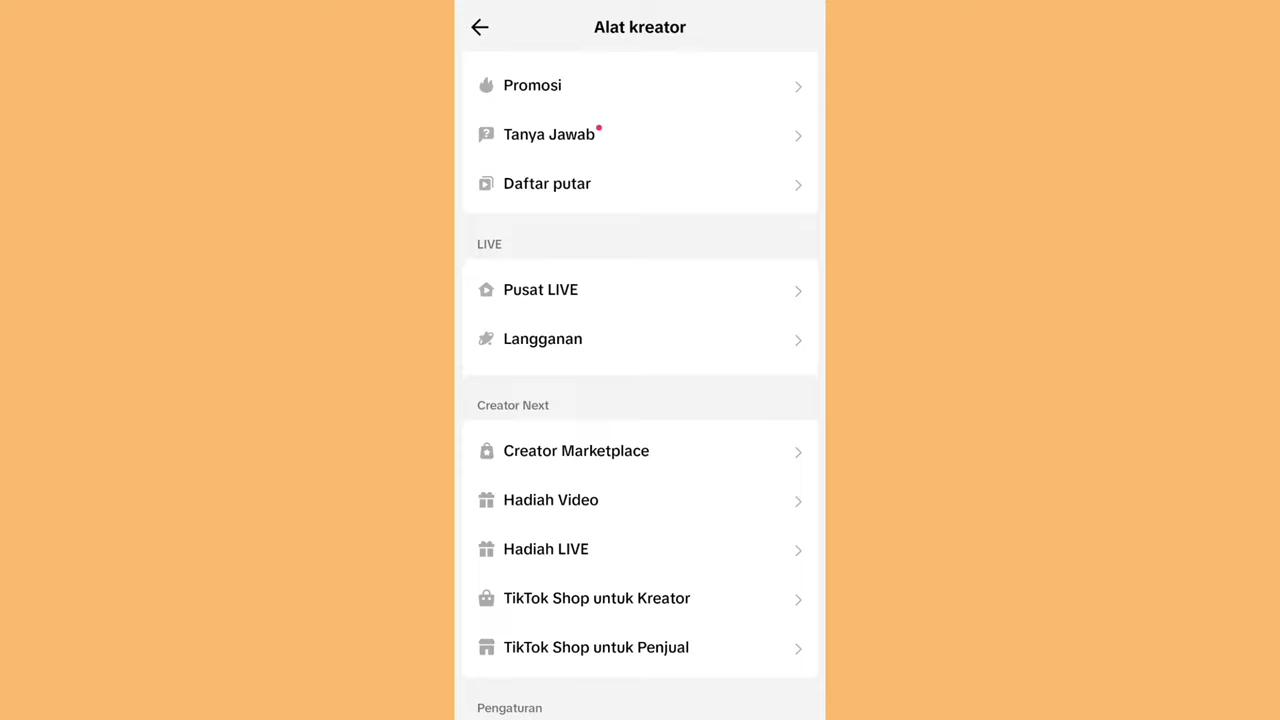 Alat kreator
Promosi
Tanya Jawab
Daftar putar
LIVE
Pusat LIVE
Langganan
Creator Next
Creator Marketplace
Hadiah Video
Hadiah LIVE
TikTok Shop untuk Kreator
TikTok Shop untuk Penjual
Pengaturan